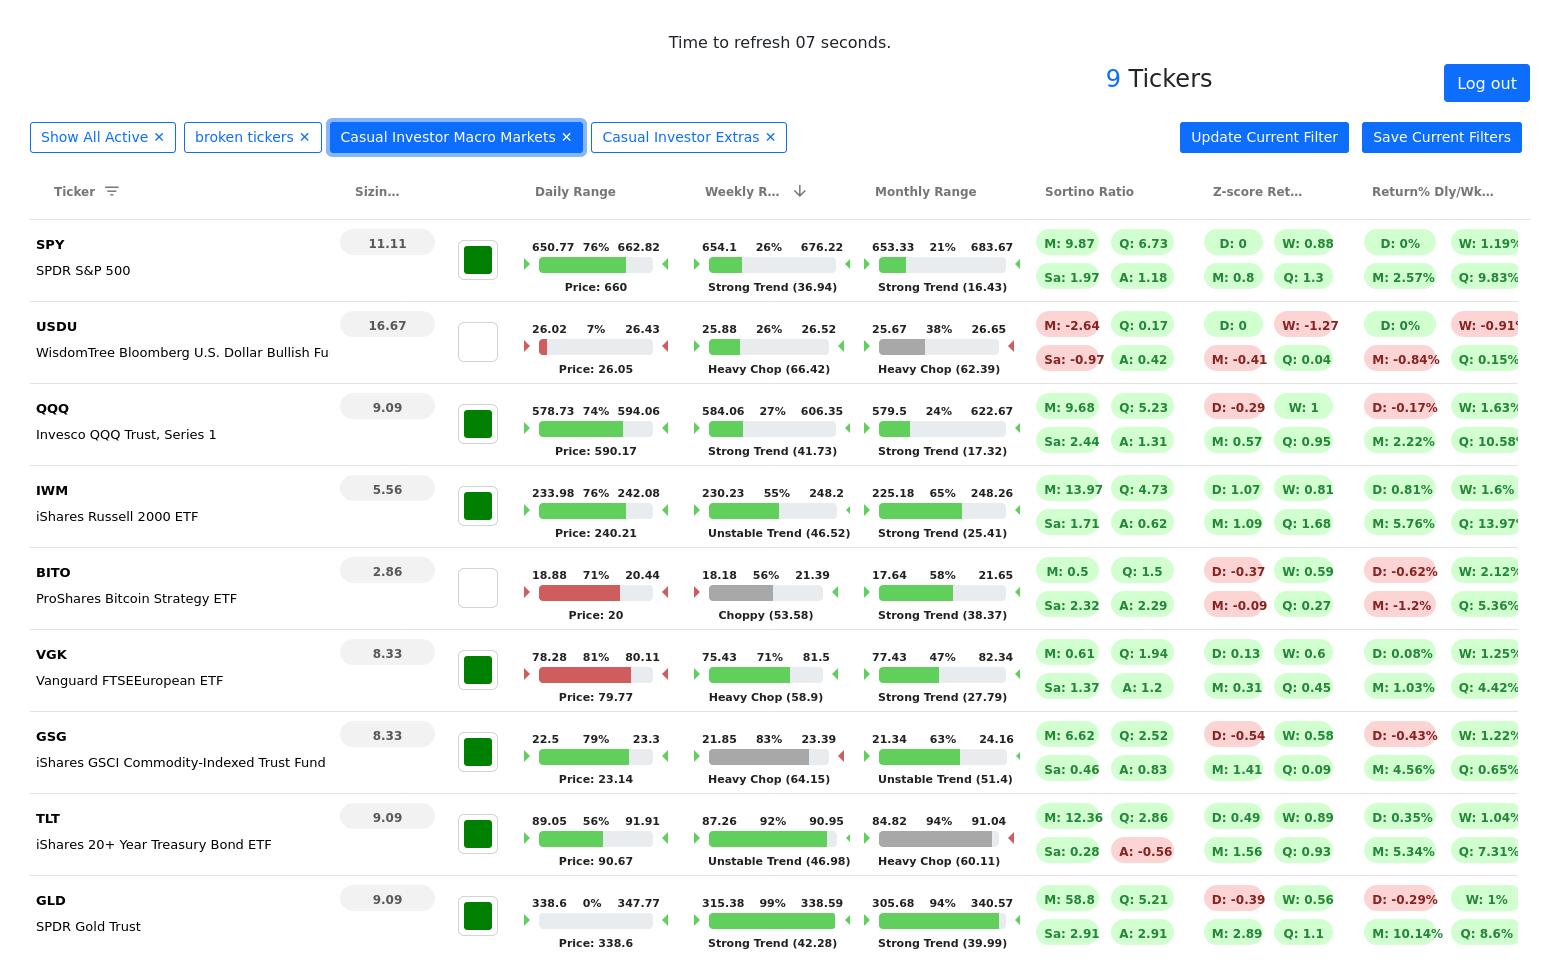 Time to refresh 07 seconds.
9 Tickers
Log out
Show All Active ✕ broken tickers ✕ Casual Investor Macro Markets ✕ Casual Investor Extras ✕ Update Current Filter Save Current Filters
Ticker Sizin… Daily Range Weekly R… Monthly Range Sortino Ratio Z-score Ret… Return% Dly/Wk…
SPY 11.11 650.77 76% 662.82 654.1 26% 676.22 653.33 21% 683.67 M: 9.87 Q: 6.73 D: 0 W: 0.88 D: 0% W: 1.19%
SPDR S&P 500 Sa: 1.97 A: 1.18 M: 0.8 Q: 1.3 M: 2.57% Q: 9.83%
Price: 660 Strong Trend (36.94) Strong Trend (16.43)
USDU 16.67 26.02 7% 26.43 25.88 26% 26.52 25.67 38% 26.65 M: -2.64 Q: 0.17 D: 0 W: -1.27 D: 0% W: -0.91%
WisdomTree Bloomberg U.S. Dollar Bullish Fu Sa: -0.97 A: 0.42 M: -0.41 Q: 0.04 M: -0.84% Q: 0.15%
Price: 26.05 Heavy Chop (66.42) Heavy Chop (62.39)
QQQ 9.09 578.73 74% 594.06 584.06 27% 606.35 579.5 24% 622.67 M: 9.68 Q: 5.23 D: -0.29 W: 1 D: -0.17% W: 1.63%
Invesco QQQ Trust, Series 1 Sa: 2.44 A: 1.31 M: 0.57 Q: 0.95 M: 2.22% Q: 10.58%
Price: 590.17 Strong Trend (41.73) Strong Trend (17.32)
IWM 5.56 233.98 76% 242.08 230.23 55% 248.2 225.18 65% 248.26 M: 13.97 Q: 4.73 D: 1.07 W: 0.81 D: 0.81% W: 1.6%
iShares Russell 2000 ETF Sa: 1.71 A: 0.62 M: 1.09 Q: 1.68 M: 5.76% Q: 13.97%
Price: 240.21 Unstable Trend (46.52) Strong Trend (25.41)
BITO 2.86 18.88 71% 20.44 18.18 56% 21.39 17.64 58% 21.65 M: 0.5 Q: 1.5 D: -0.37 W: 0.59 D: -0.62% W: 2.12%
ProShares Bitcoin Strategy ETF Sa: 2.32 A: 2.29 M: -0.09 Q: 0.27 M: -1.2% Q: 5.36%
Price: 20 Choppy (53.58) Strong Trend (38.37)
VGK 8.33 78.28 81% 80.11 75.43 71% 81.5 77.43 47% 82.34 M: 0.61 Q: 1.94 D: 0.13 W: 0.6 D: 0.08% W: 1.25%
Vanguard FTSEEuropean ETF Sa: 1.37 A: 1.2 M: 0.31 Q: 0.45 M: 1.03% Q: 4.42%
Price: 79.77 Heavy Chop (58.9) Strong Trend (27.79)
GSG 8.33 22.5 79% 23.3 21.85 83% 23.39 21.34 63% 24.16 M: 6.62 Q: 2.52 D: -0.54 W: 0.58 D: -0.43% W: 1.22%
iShares GSCI Commodity-Indexed Trust Fund Sa: 0.46 A: 0.83 M: 1.41 Q: 0.09 M: 4.56% Q: 0.65%
Price: 23.14 Heavy Chop (64.15) Unstable Trend (51.4)
TLT 9.09 89.05 56% 91.91 87.26 92% 90.95 84.82 94% 91.04 M: 12.36 Q: 2.86 D: 0.49 W: 0.89 D: 0.35% W: 1.04%
iShares 20+ Year Treasury Bond ETF Sa: 0.28 A: -0.56 M: 1.56 Q: 0.93 M: 5.34% Q: 7.31%
Price: 90.67 Unstable Trend (46.98) Heavy Chop (60.11)
GLD 9.09 338.6 0% 347.77 315.38 99% 338.59 305.68 94% 340.57 M: 58.8 Q: 5.21 D: -0.39 W: 0.56 D: -0.29% W: 1%
SPDR Gold Trust Sa: 2.91 A: 2.91 M: 2.89 Q: 1.1 M: 10.14% Q: 8.6%
Price: 338.6 Strong Trend (42.28) Strong Trend (39.99)